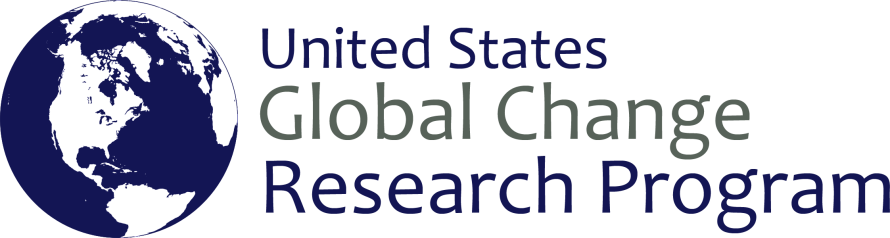 United States
Global Change
Research Program